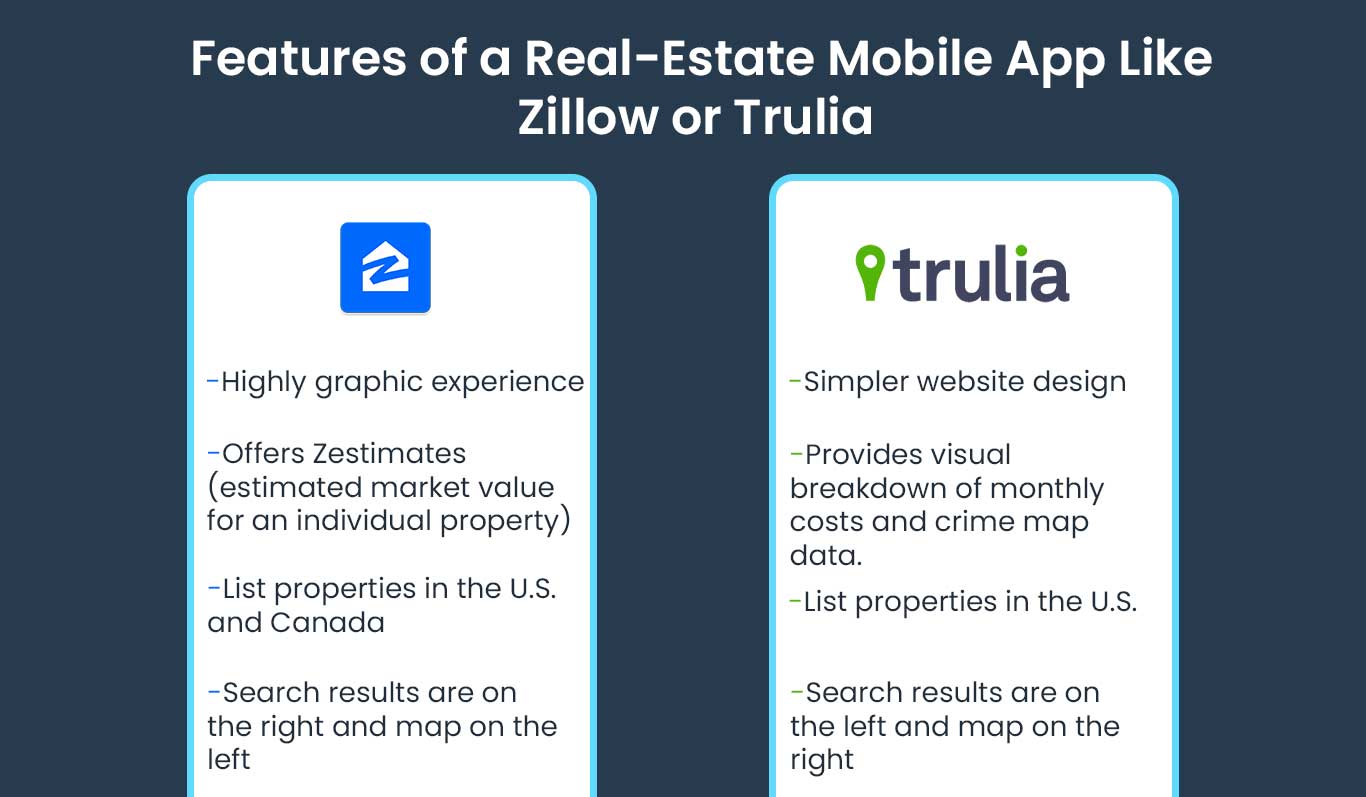 Features of a Real-Estate Mobile App Like
Zillow or Trulia
-Highly graphic experience
-Offers Zestimates
(estimated market value
for an individual property)
-List properties in the U.S.
and Canada
-Search results are on
the right and map on the
left
trulia
-Simpler website design
-Provides visual
breakdown of monthly
costs and crime map
data.
-List properties in the U.S.
-Search results are on
the left and map on the
right